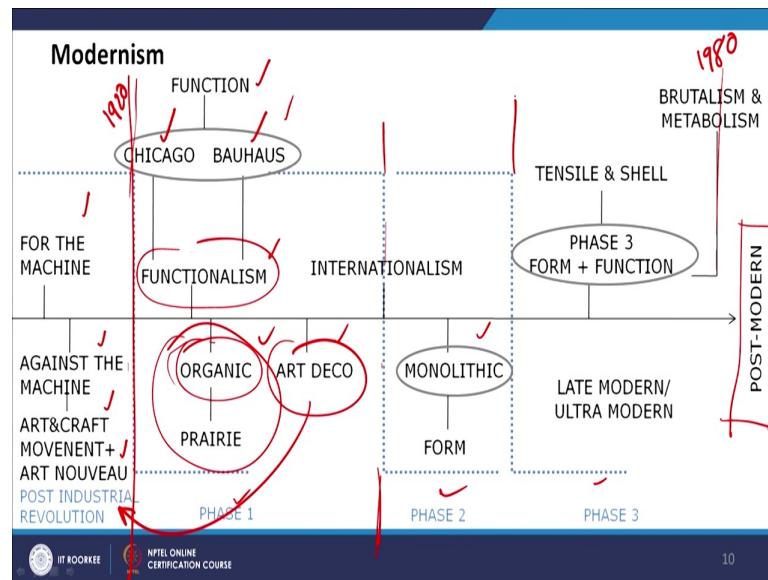 Modernism
1920
1980
FUNCTION
BRUTALISM &
METABOLISM
CHICAGO BAUHAUS
TENSILE & SHELL
FOR THE
MACHINE
PHASE 3
FORM + FUNCTION
FUNCTIONALISM
INTERNATIONALISM
POST-MODERN
AGAINST THE
MACHINE
ORGANIC
ART DECO
MONOLITHIC
ART&CRAFT
MOVENENT+
ART NOUVEAU
PRAIRIE
FORM
LATE MODERN/
ULTRA MODERN
POST INDUSTRIAL
REVOLUTION
PHASE 1
PHASE 2
PHASE 3
IIT ROORKEE
NPTEL ONLINE
CERTIFICATION COURSE
10